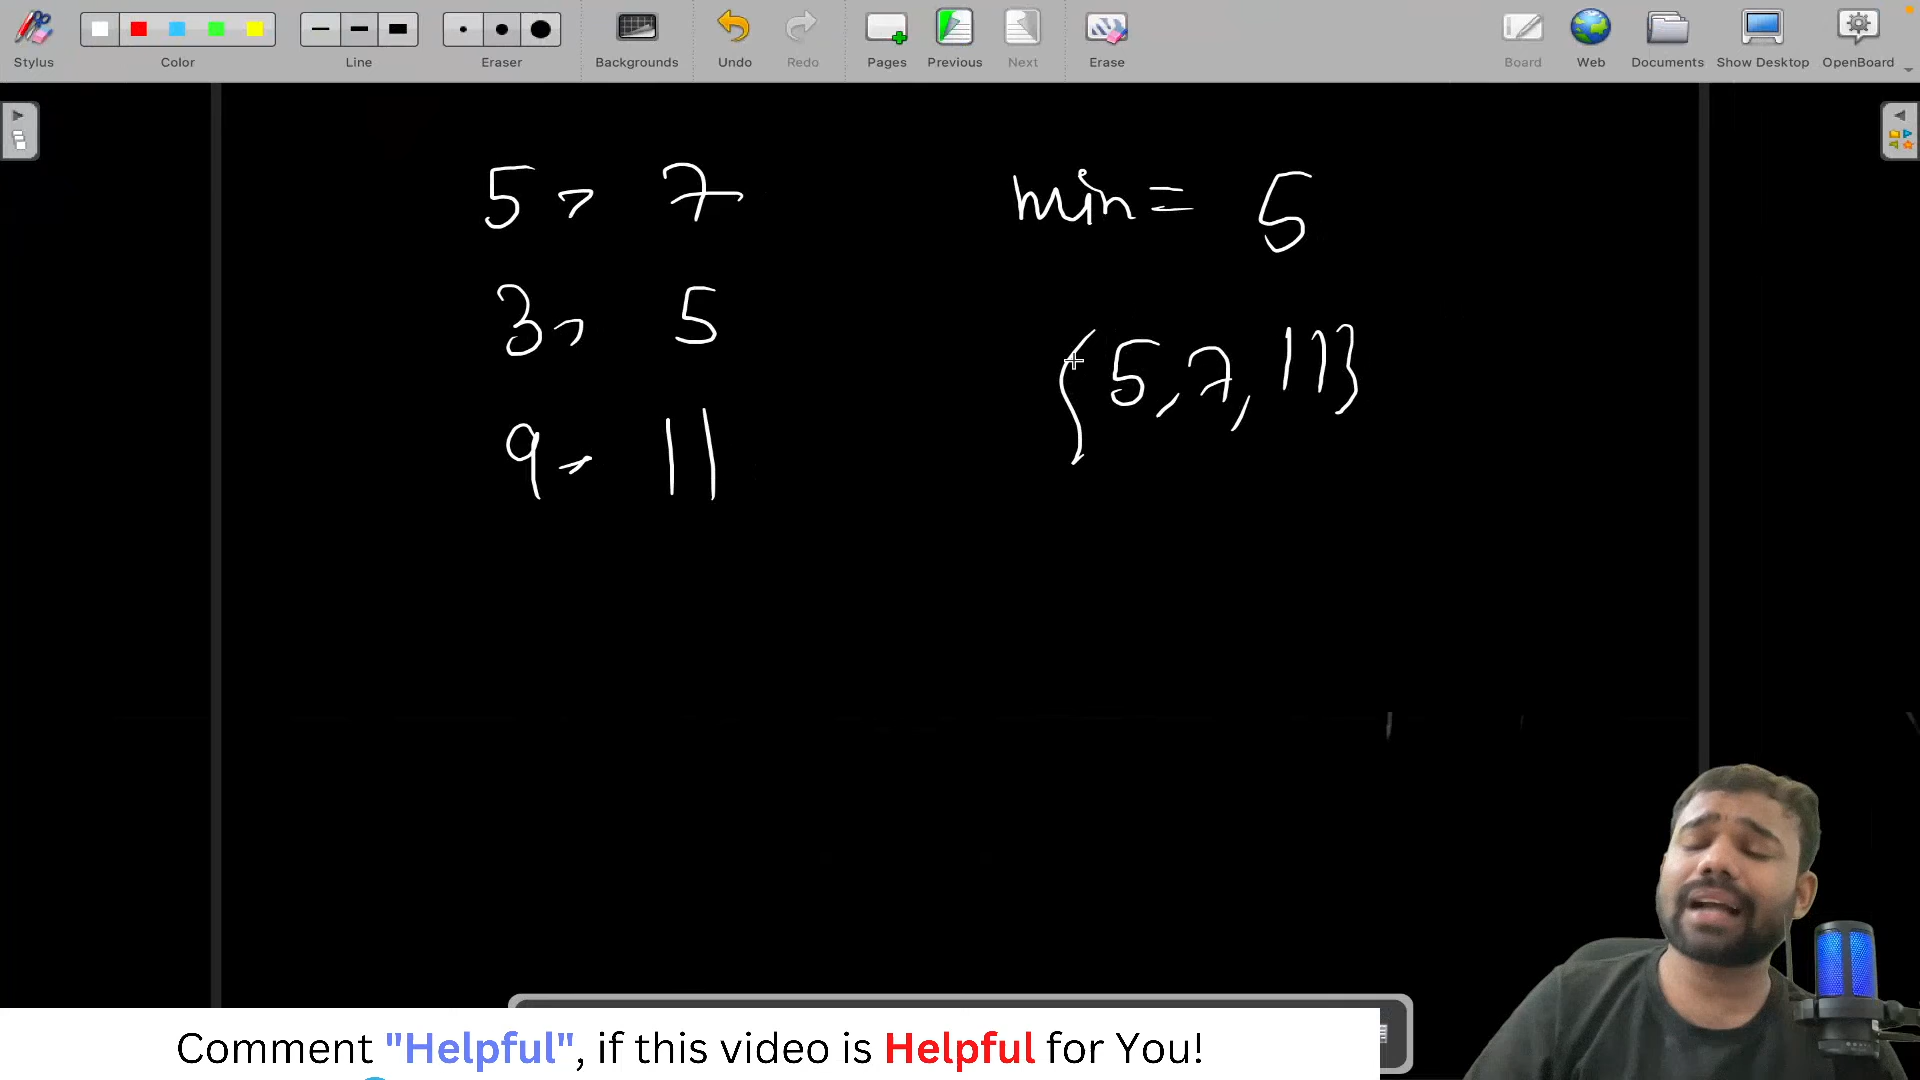 Stylus
Color
Line
Eraser
Backgrounds
Undo
Redo
Pages
Previous
Next
Erase
Board
Web
Documents
Show Desktop
OpenBoard
5, 7
3, 5
9, 11
min = 5
{5, 7, 11}
Comment "Helpful", if this video is Helpful for You!